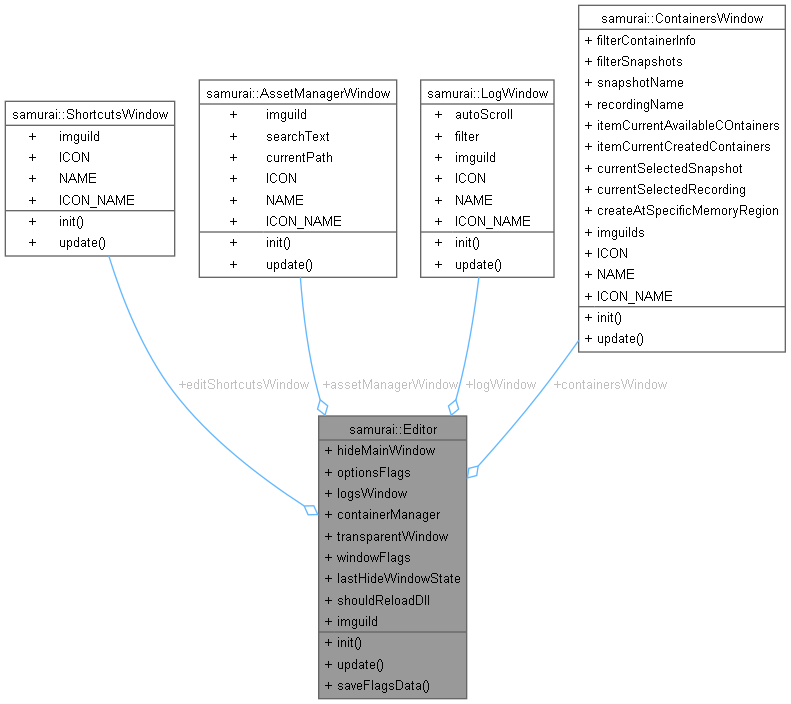 samurai::ShortcutsWindow
+ imguiId
+ ICON
+ NAME
+ ICON_NAME
+ init()
+ update()
samurai::AssetManagerWindow
+ imguiId
+ searchText
+ currentPath
+ ICON
+ NAME
+ ICON_NAME
+ init()
+ update()
samurai::LogWindow
+ autoScroll
+ filter
+ imguiId
+ ICON
+ NAME
+ ICON_NAME
+ init()
+ update()
samurai::ContainersWindow
+ filterContainerInfo
+ filterSnapshots
+ snapshotName
+ recordingName
+ itemCurrentAvailableCOntainers
+ itemCurrentCreatedContainers
+ currentSelectedSnapshot
+ currentSelectedRecording
+ createAtSpecificMemoryRegion
+ imguiIds
+ ICON
+ NAME
+ ICON_NAME
+ init()
+ update()
+editShortcutsWindow
+assetManagerWindow
+logWindow
+containersWindow
samurai::Editor
+ hideMainWindow
+ optionsFlags
+ logsWindow
+ containerManager
+ transparentWindow
+ windowFlags
+ lastHideWindowState
+ shouldReloadDll
+ imguiId
+ init()
+ update()
+ saveFlagsData()